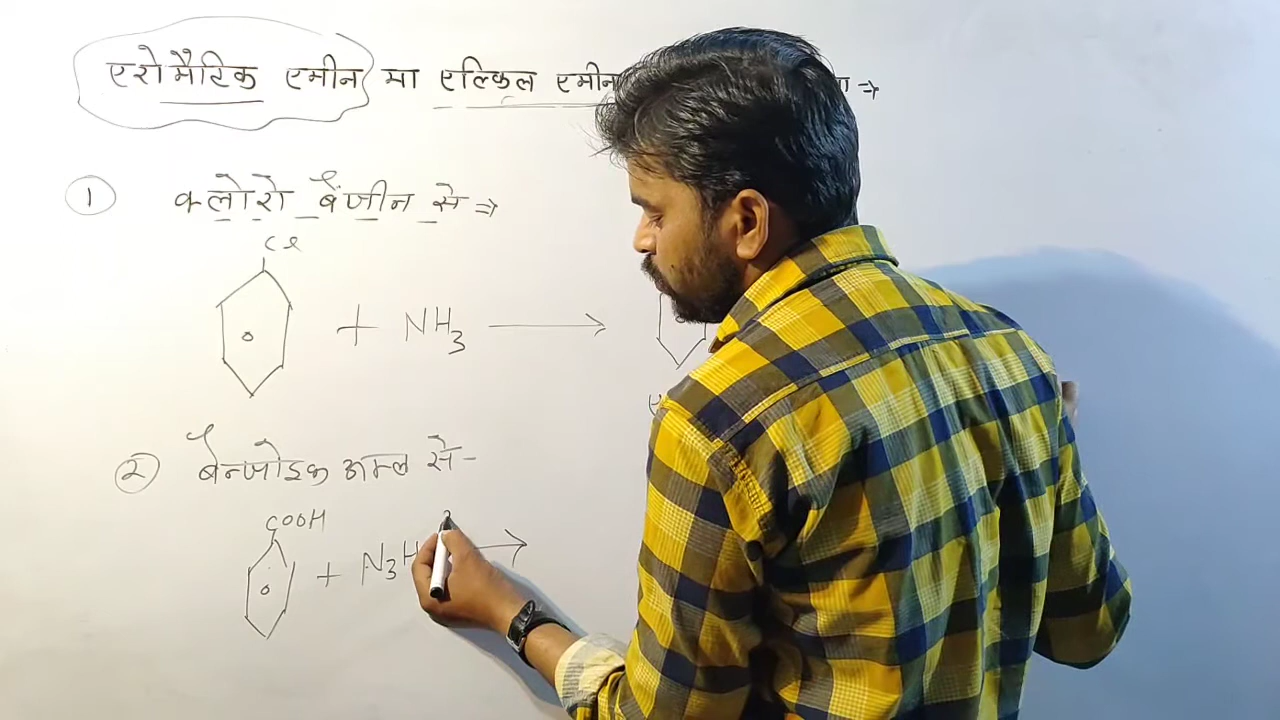 एरोमैटिक एमीन मा एल्किल एमीन →
① क्लोरो बेंजीन से ⇒
Cl
+ NH3 →
② बेन्जोइक अम्ल से -
COOH
+ N3H →